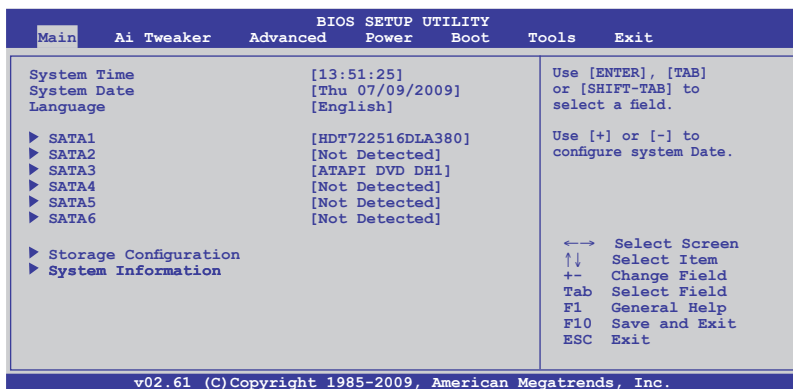 BIOS SETUP UTILITY
Main Ai Tweaker Advanced Power Boot Tools Exit
System Time [13:51:25]
System Date [Thu 07/09/2009]
Language [English]
SATA1 [HDT722516DLA380]
SATA2 [Not Detected]
SATA3 [ATAPI DVD DH1]
SATA4 [Not Detected]
SATA5 [Not Detected]
SATA6 [Not Detected]
Storage Configuration
System Information
Use [ENTER], [TAB]
or [SHIFT-TAB] to
select a field.
Use [+] or [-] to
configure system Date.
←→ Select Screen
↑↓ Select Item
+- Change Field
Tab Select Field
F1 General Help
F10 Save and Exit
ESC Exit
v02.61 (C)Copyright 1985-2009, American Megatrends, Inc.